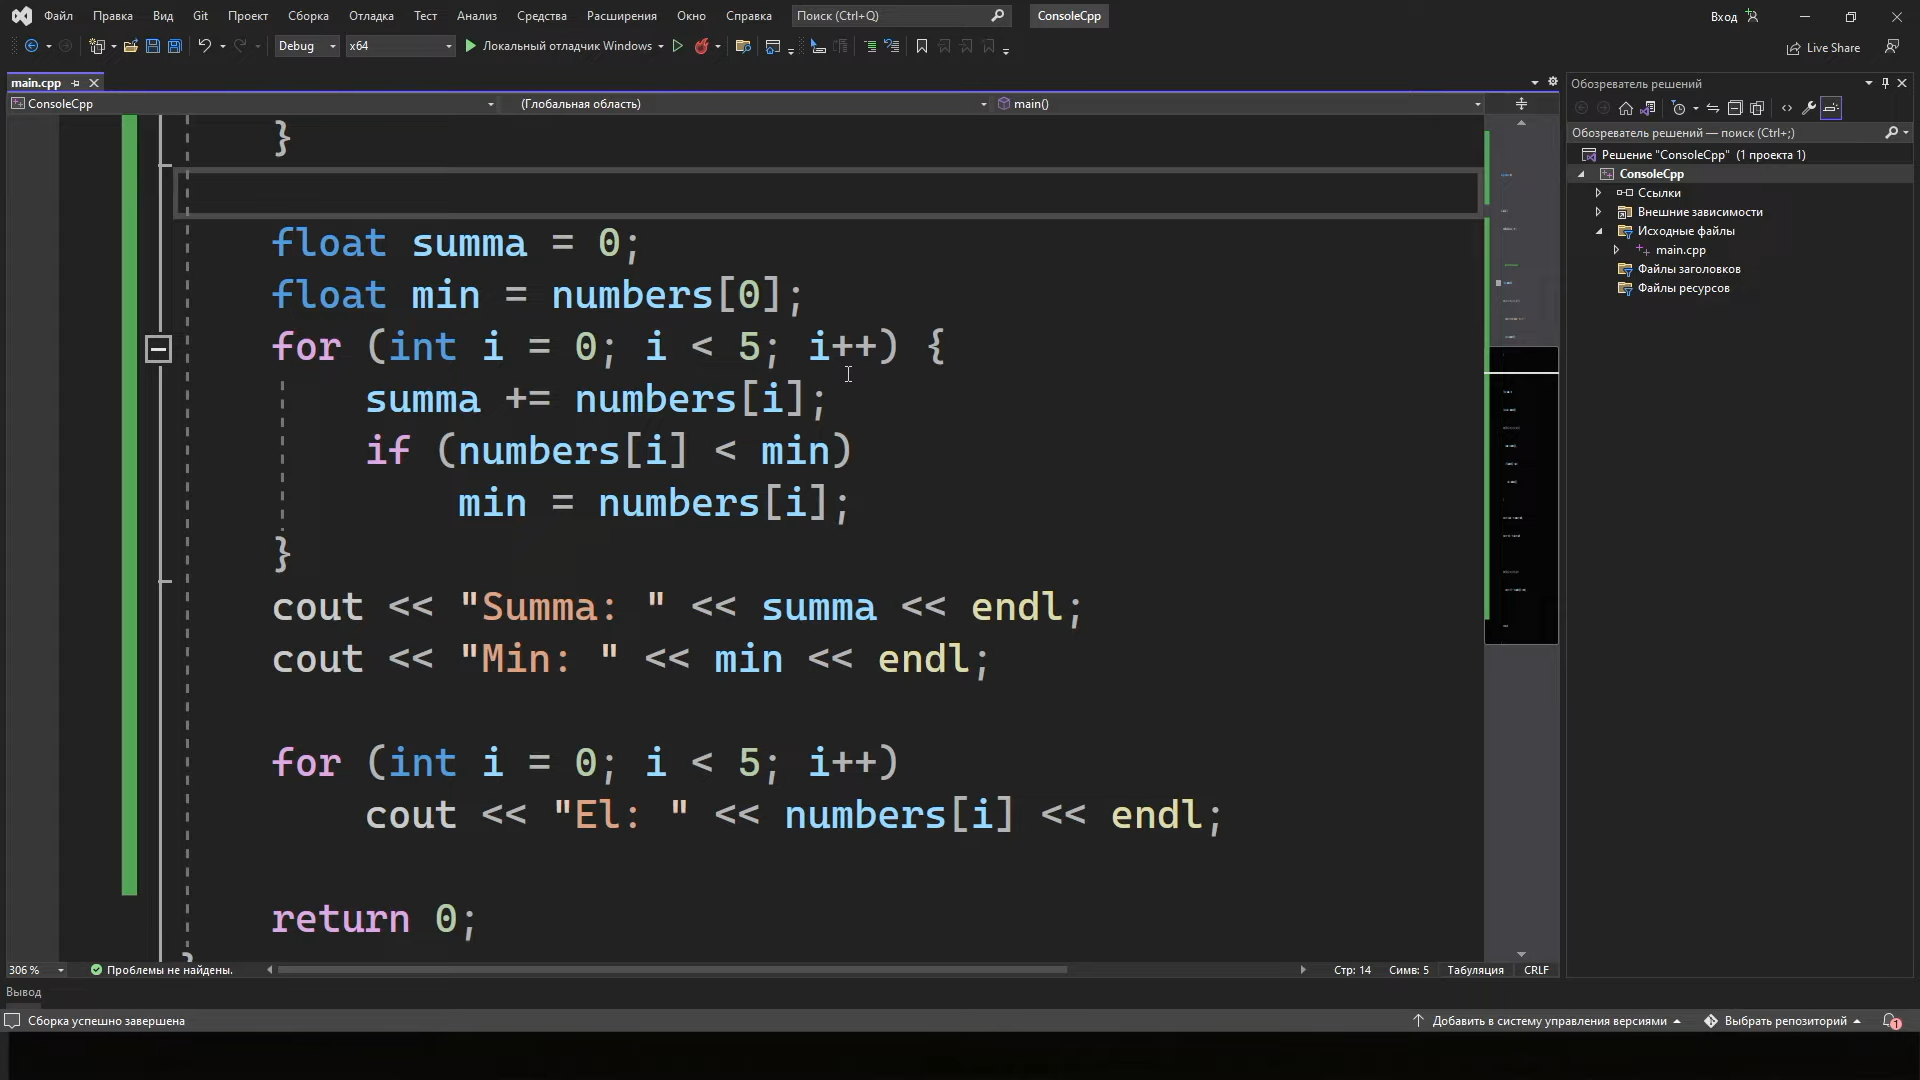 Файл Правка Вид Git Проект Сборка Отладка Тест Анализ Средства Расширения Окно Справка Поиск (Ctrl+Q) ConsoleCpp Вход
Debug x64 Локальный отладчик Windows Live Share
main.cpp
ConsoleCpp (Глобальная область) main()
}
float summa = 0;
float min = numbers[0];
for (int i = 0; i < 5; i++) {
summa += numbers[i];
if (numbers[i] < min)
min = numbers[i];
}
cout << "Summa: " << summa << endl;
cout << "Min: " << min << endl;
for (int i = 0; i < 5; i++)
cout << "El: " << numbers[i] << endl;
return 0;
}
306 % Проблемы не найдены. Стр: 14 Симв: 5 Табуляция CRLF
Обозреватель решений
Обозреватель решений — поиск (Ctrl+;)
Решение "ConsoleCpp" (1 проекта 1)
ConsoleCpp
Ссылки
Внешние зависимости
Исходные файлы
main.cpp
Файлы заголовков
Файлы ресурсов
Вывод
Сборка успешно завершена Добавить в систему управления версиями Выбрать репозиторий 1